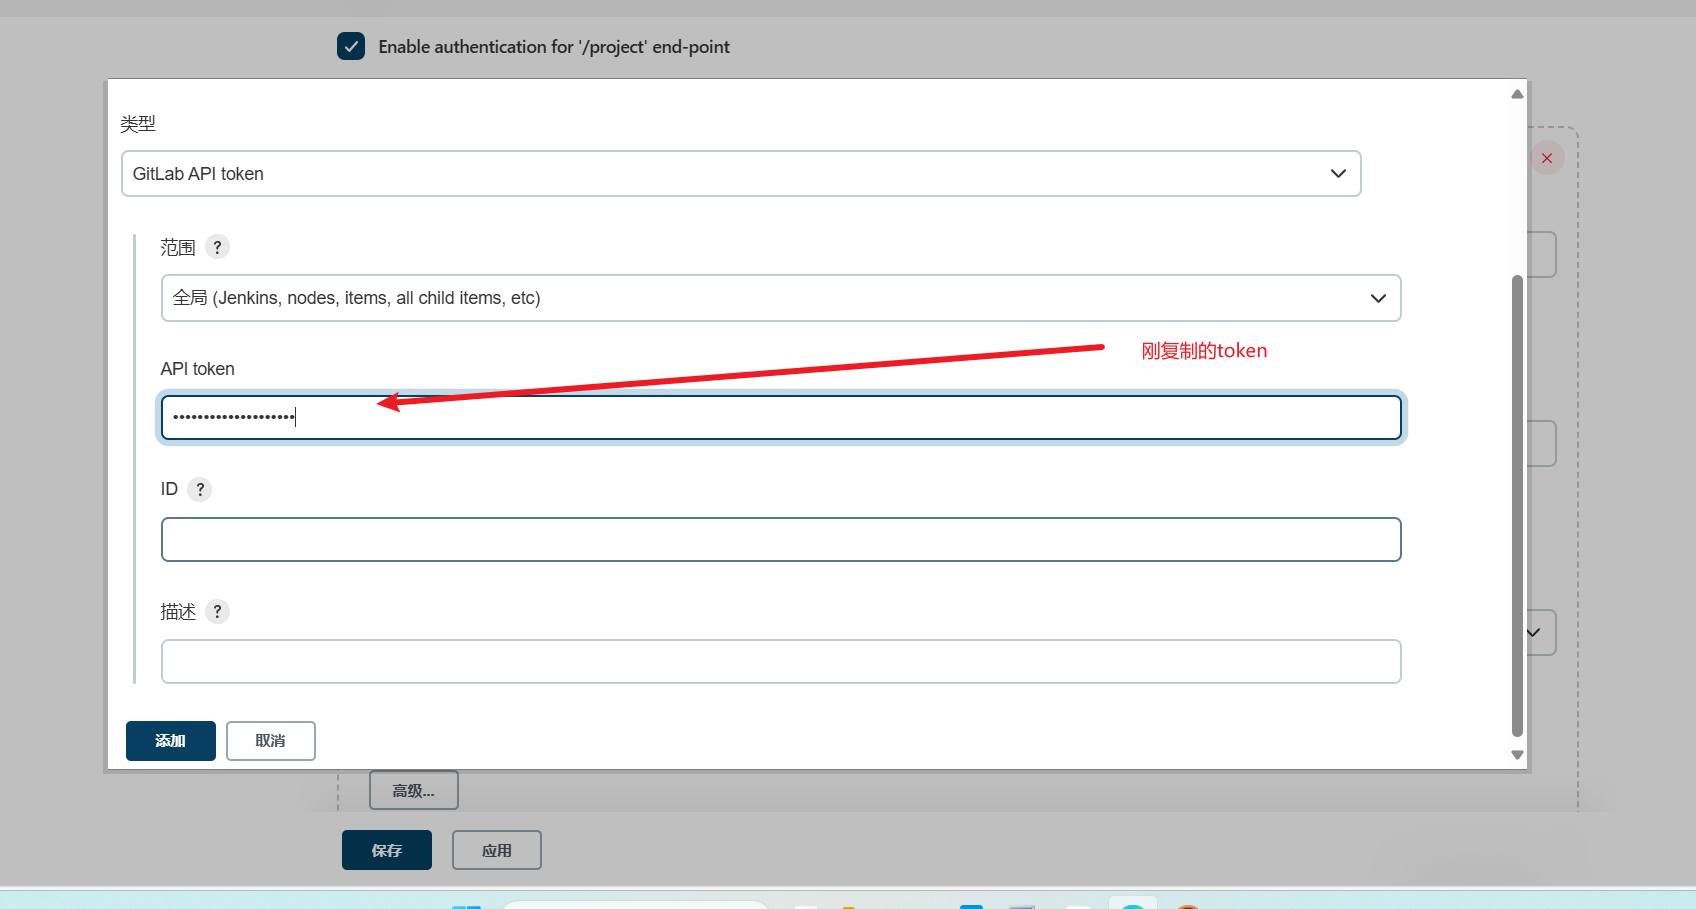 Enable authentication for '/project' end-point
类型
GitLab API token
范围 ?
全局 (Jenkins, nodes, items, all child items, etc)
刚复制的token
API token
••••••••••••••••••••
ID ?
描述 ?
添加 取消
高级...
保存 应用